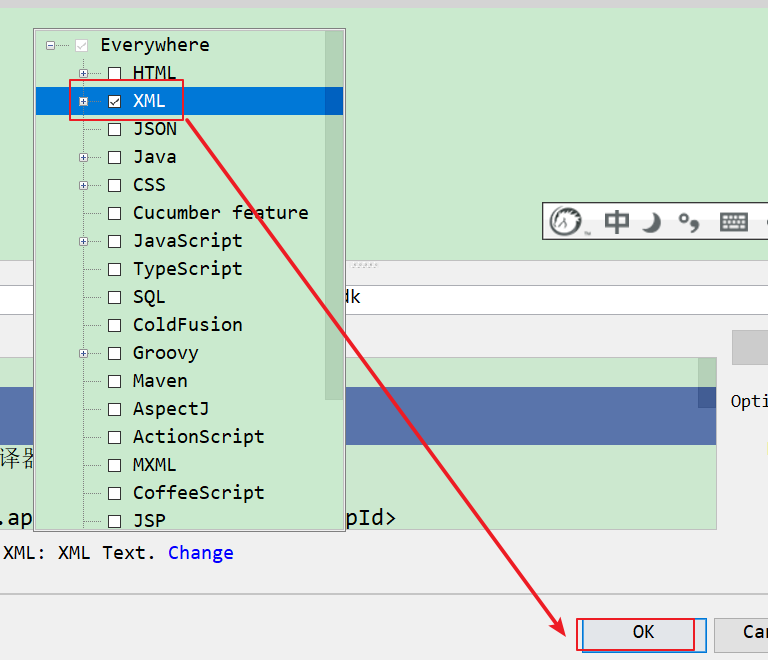 Everywhere
HTML
XML
JSON
Java
CSS
Cucumber feature
JavaScript
TypeScript
SQL
ColdFusion
Groovy
Maven
AspectJ
ActionScript
MXML
CoffeeScript
JSP
中
dk
Opti
译器
.ap
pId>
XML: XML Text. Change
OK
Can